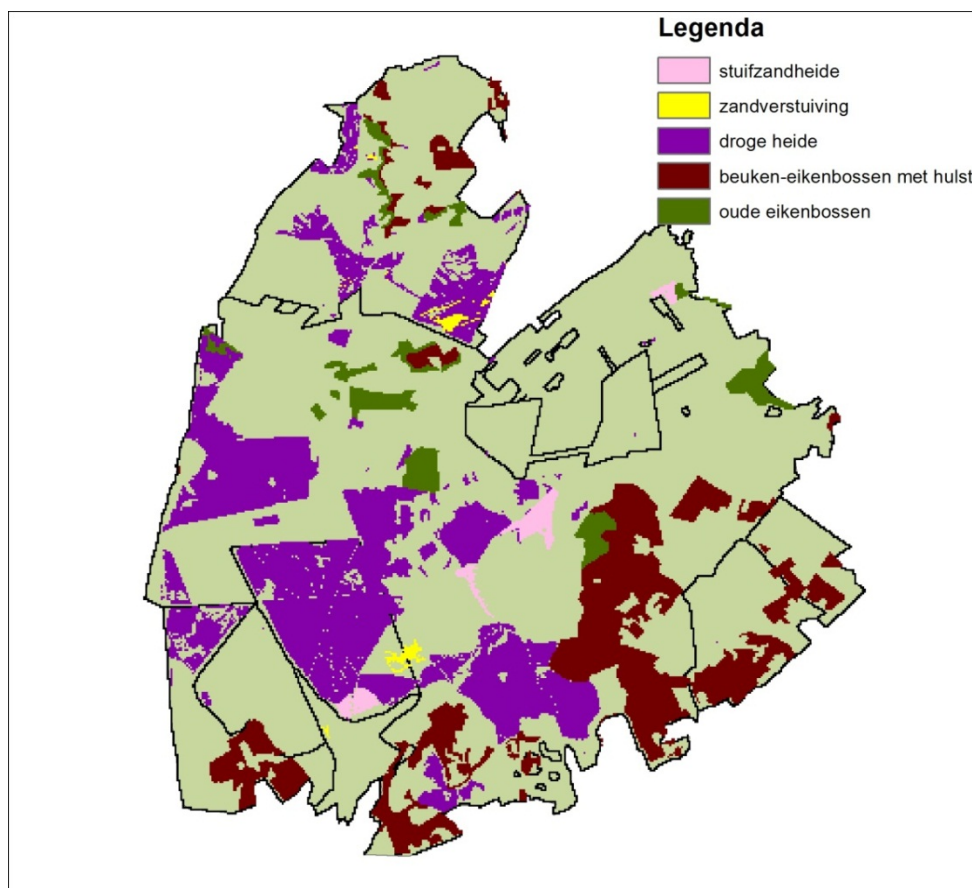 Legenda
stuifzandheide
zandverstuiving
droge heide
beuken-eikenbossen met hulst
oude eikenbossen